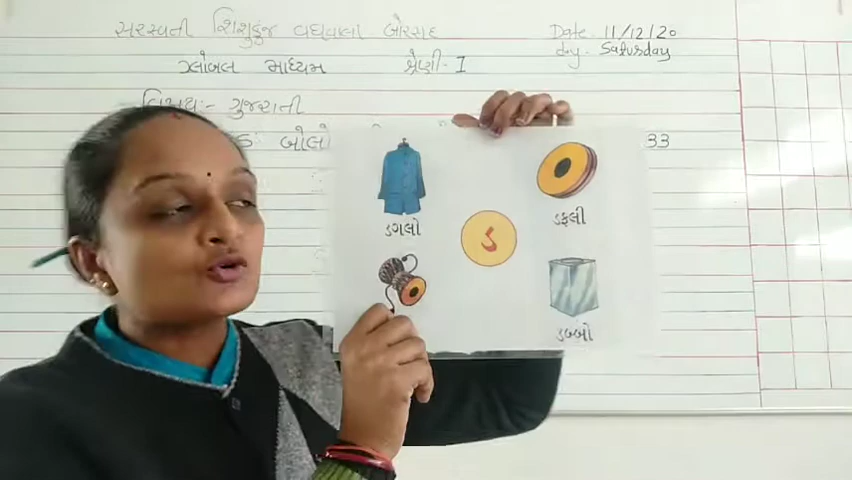 સરસ્વતી શિશુકુંજ વઘવાલા બોરસદ
Date 11/12/20
day. Saturday
ગ્લોબલ માધ્યમ શ્રેણી-I
વિષય:- ગુજરાતી
બોલો
33
ડગલો
ડફલી
ડ
ડબ્બો